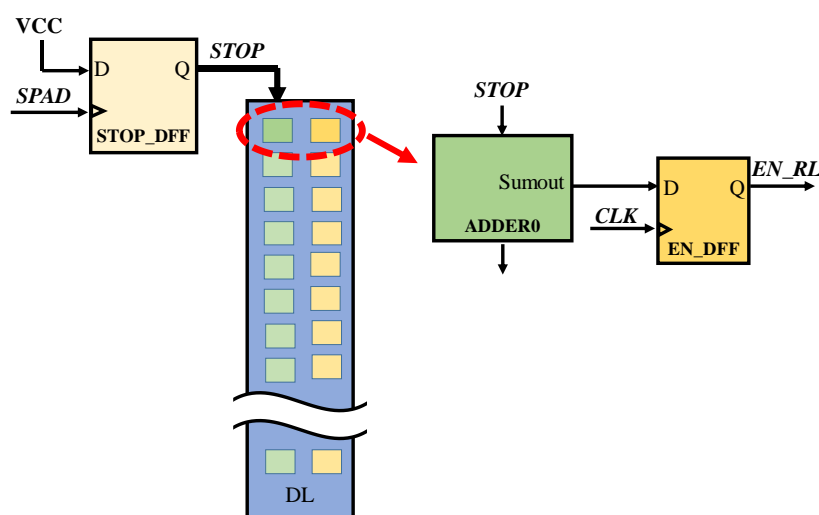 VCC
STOP
D
Q
SPAD
STOP_DFF
STOP
Sumout
ADDER0
D
Q
EN_RL
CLK
EN_DFF
DL